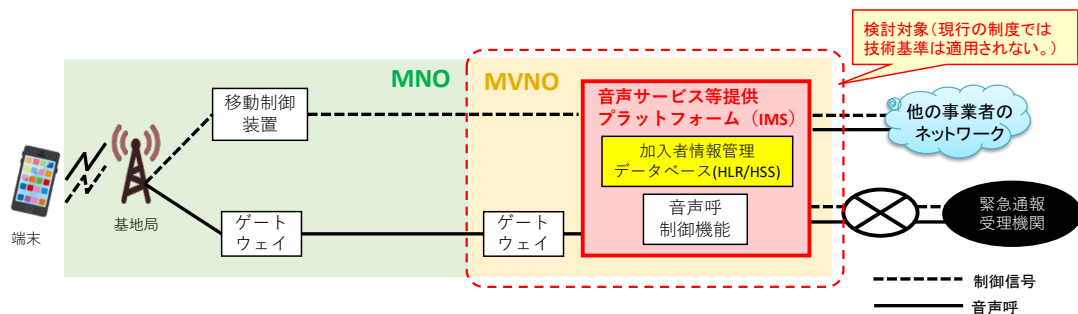 検討対象(現行の制度では
技術基準は適用されない。)
MNO
MVNO
移動制御
装置
音声サービス等提供
プラットフォーム(IMS)
他の事業者の
ネットワーク
加入者情報管理
データベース(HLR/HSS)
音声呼
制御機能
緊急通報
受理機関
端末
基地局
ゲート
ウェイ
ゲート
ウェイ
制御信号
音声呼